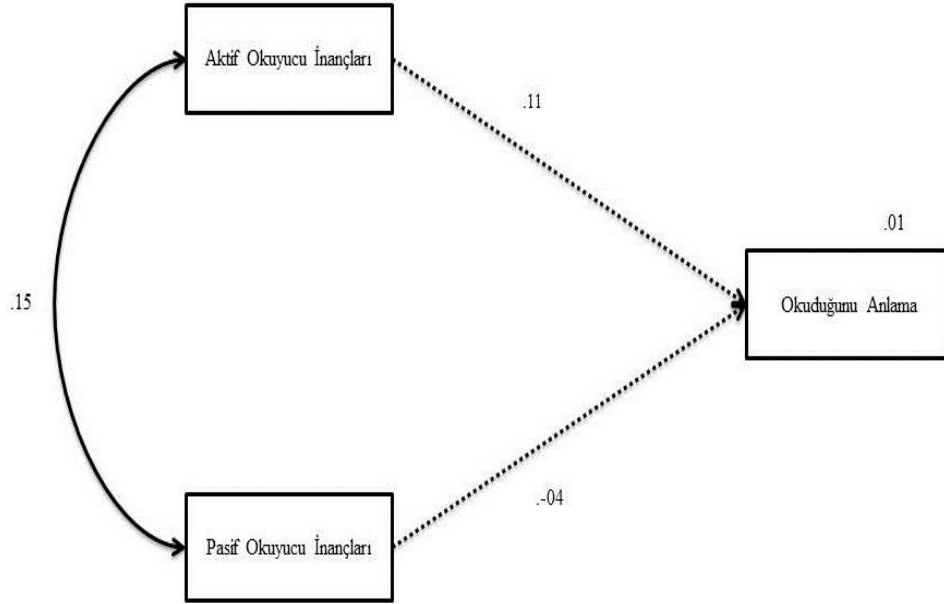 Aktif Okuyucu İnançları
.11
.01
.15
Okuduğunu Anlama
.-04
Pasif Okuyucu İnançları